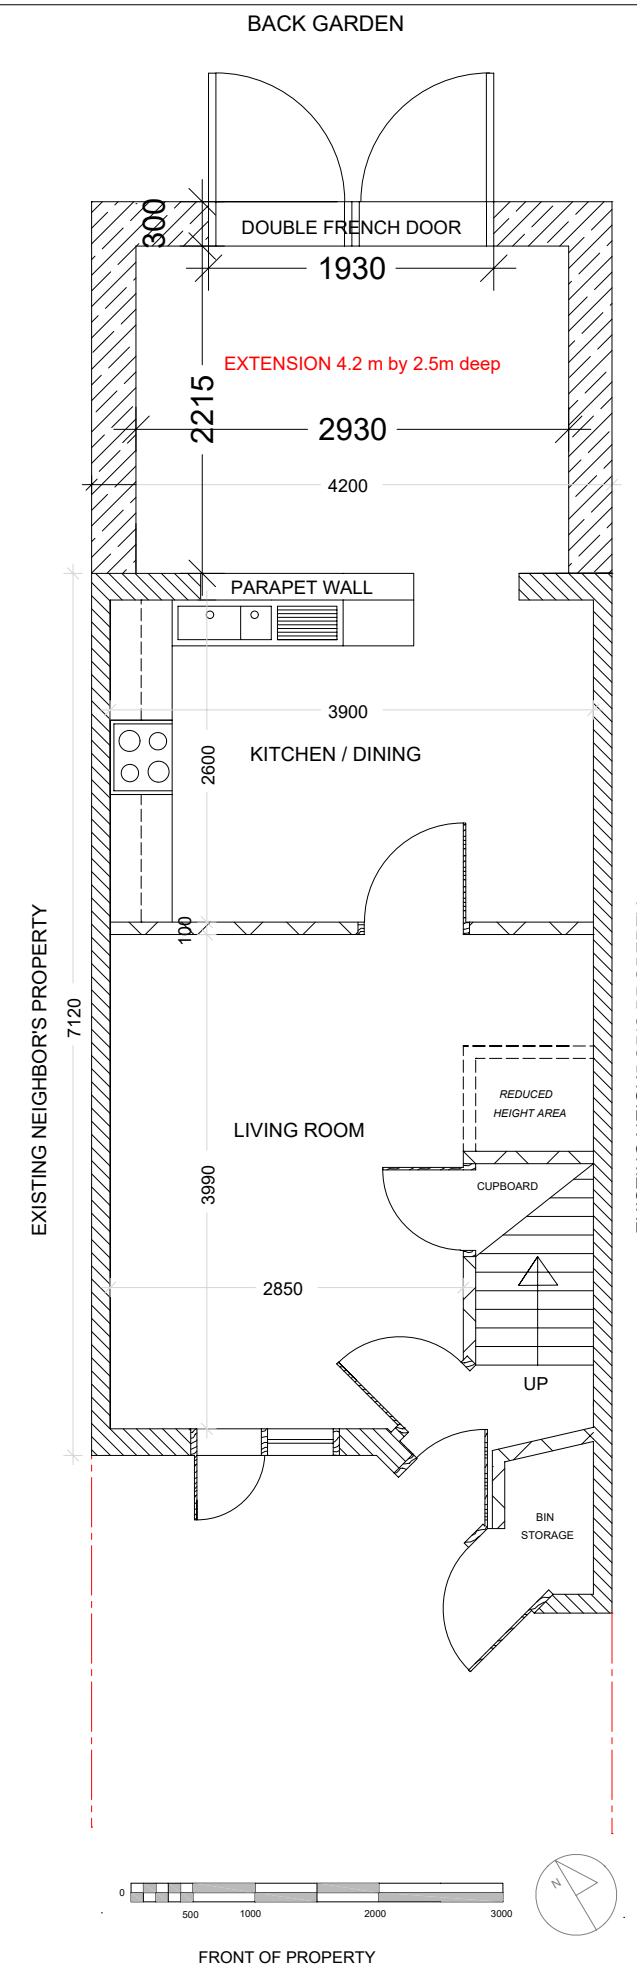 BACK GARDEN
300
DOUBLE FRENCH DOOR
1930
EXTENSION 4.2 m by 2.5m deep
2215
2930
4200
PARAPET WALL
3900
2600
KITCHEN / DINING
100
EXISTING NEIGHBOR'S PROPERTY
7120
REDUCED
HEIGHT AREA
LIVING ROOM
CUPBOARD
3990
2850
UP
BIN
STORAGE
0
500
1000
2000
3000
N
FRONT OF PROPERTY